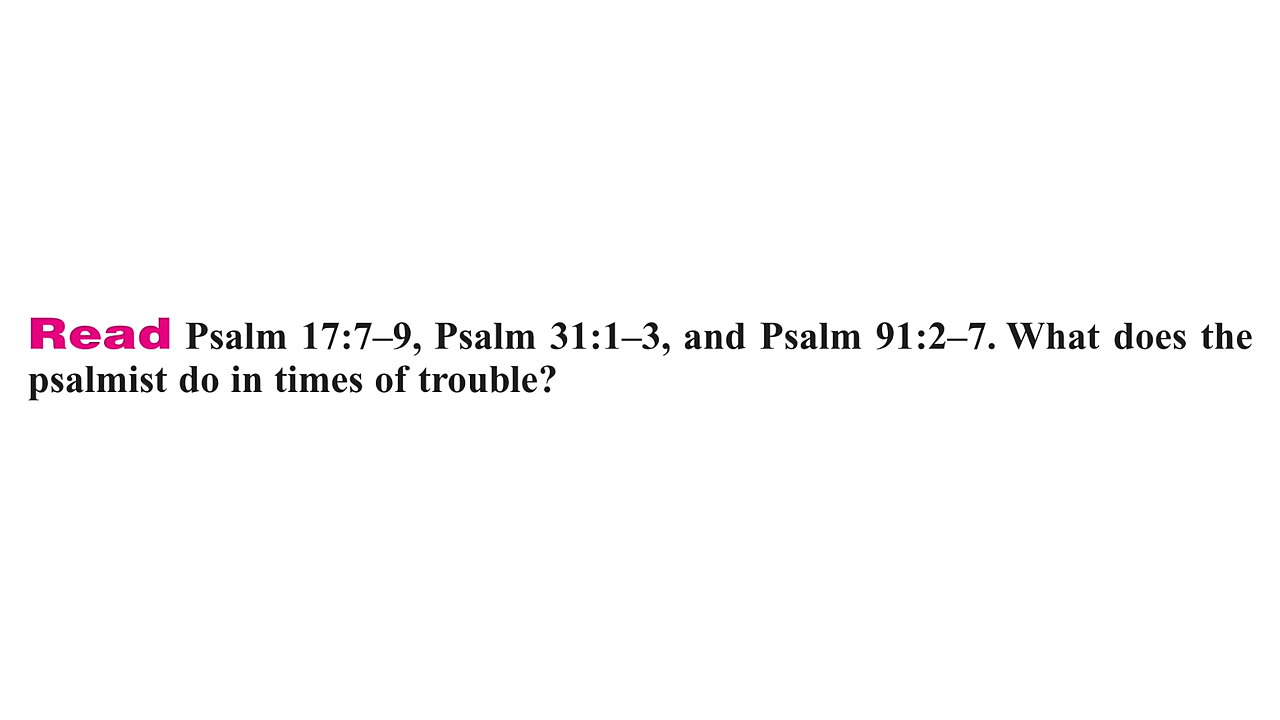 Read Psalm 17:7–9, Psalm 31:1–3, and Psalm 91:2–7. What does the
psalmist do in times of trouble?